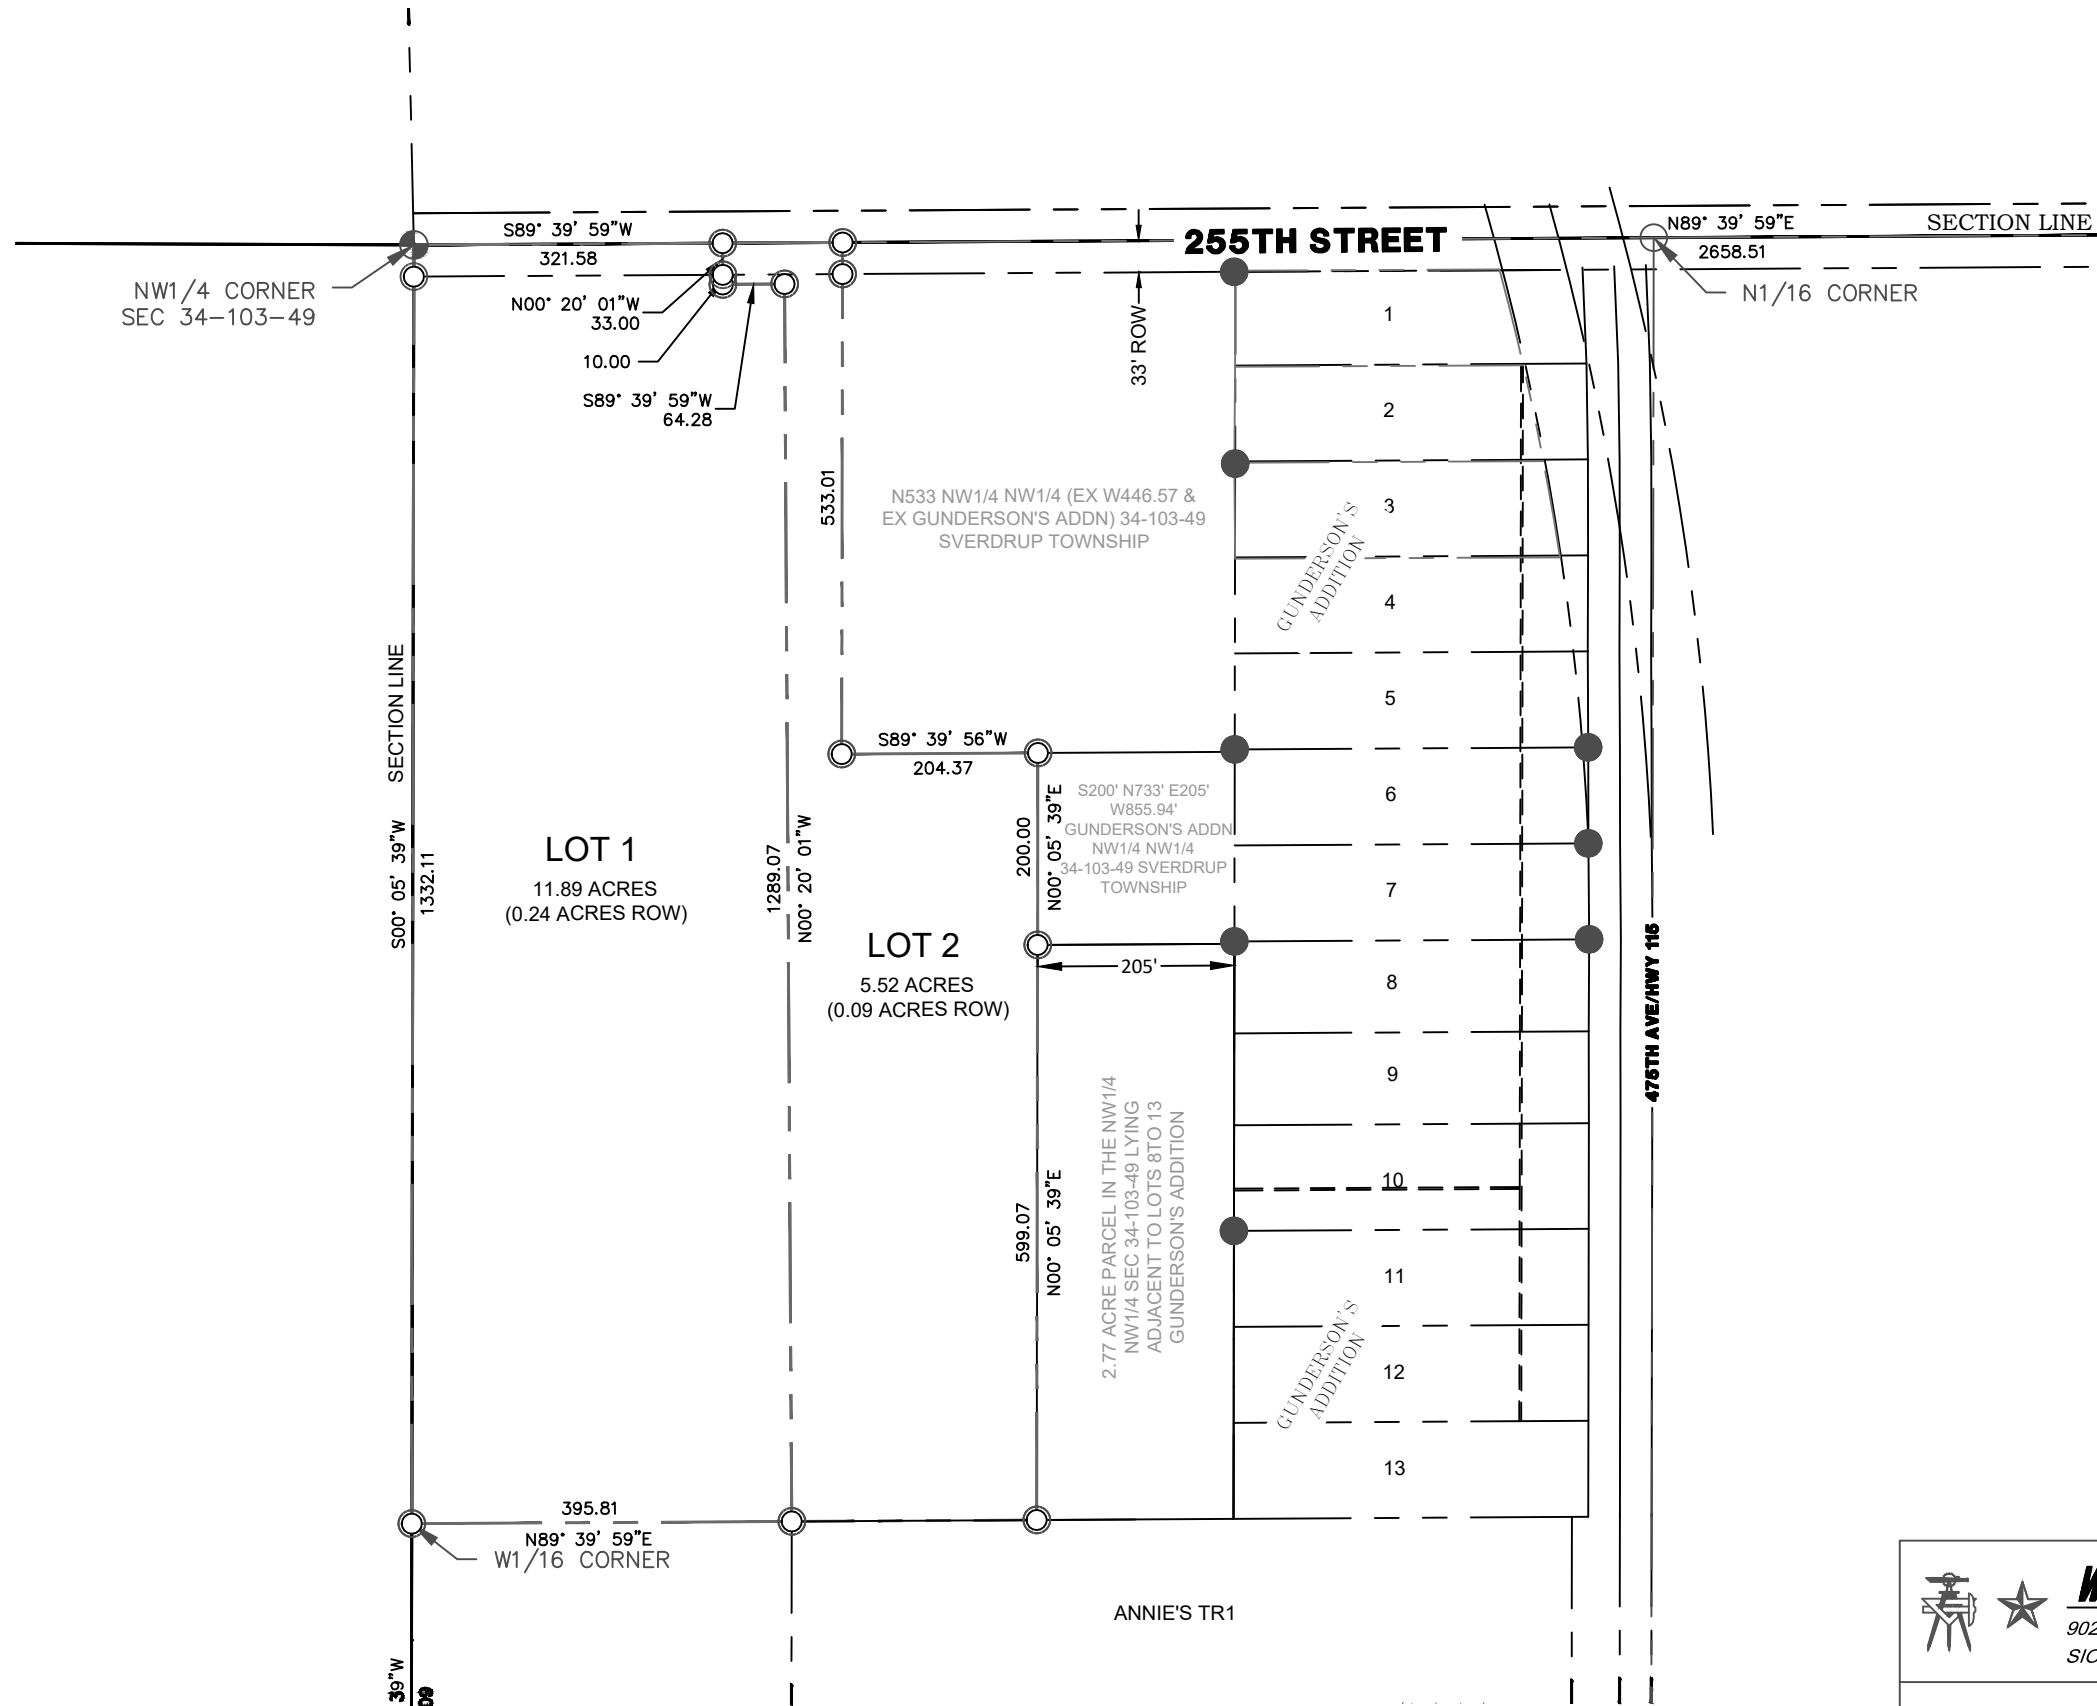 S89° 39' 59"W
321.58
255TH STREET
N89° 39' 59"E
2658.51
SECTION LINE
NW1/4 CORNER
SEC 34-103-49
N1/16 CORNER
N00° 20' 01"W
33.00
10.00
S89° 39' 59"W
64.28
33' ROW
1
2
3
4
5
6
7
8
9
10
11
12
13
533.01
N533 NW1/4 NW1/4 (EX W446.57 &
EX GUNDERSON'S ADDN) 34-103-49
SVERDRUP TOWNSHIP
GUNDERSON'S
ADDITION
SECTION LINE
S00° 05' 39"W
1332.11
S89° 39' 56"W
204.37
200.00
N00° 05' 39"E
S200' N733' E205'
W855.94'
GUNDERSON'S ADDN
NW1/4 NW1/4
34-103-49 SVERDRUP
TOWNSHIP
LOT 1
11.89 ACRES
(0.24 ACRES ROW)
1289.07
N00° 20' 01"W
LOT 2
5.52 ACRES
(0.09 ACRES ROW)
205'
475TH AVE/HWY 115
599.07
N00° 05' 39"E
2.77 ACRE PARCEL IN THE NW1/4
NW1/4 SEC 34-103-49 LYING
ADJACENT TO LOTS 8TO 13
GUNDERSON'S ADDITION
GUNDERSON'S
ADDITION
395.81
N89° 39' 59"E
W1/16 CORNER
ANNIE'S TR1
39"W
09
902
SIO